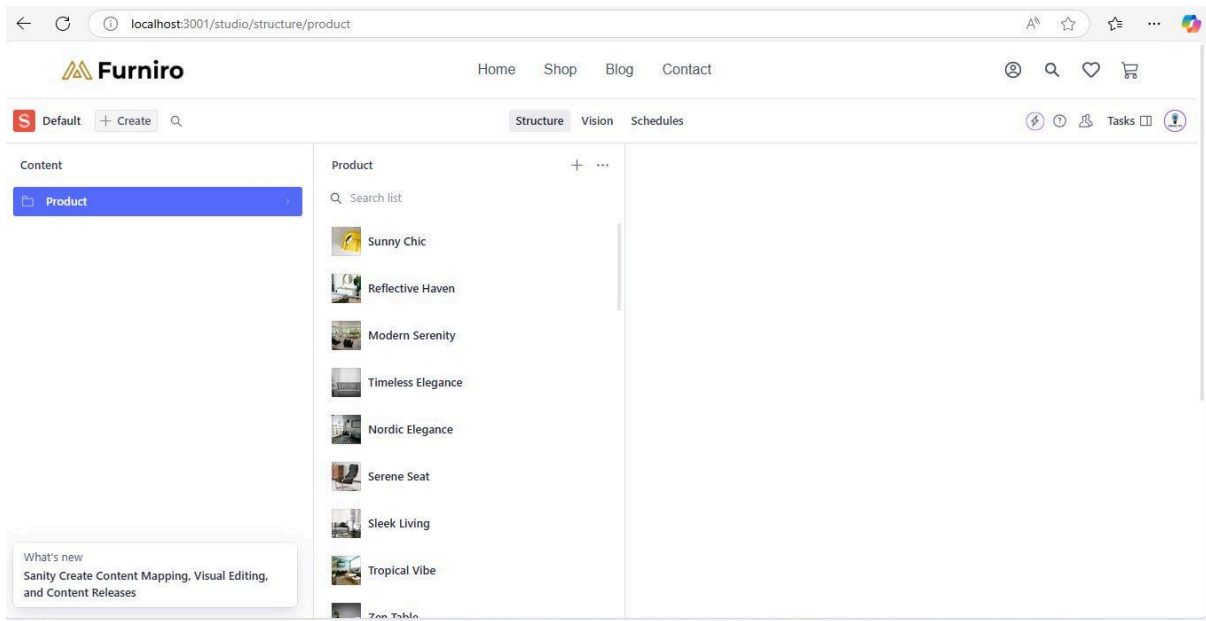 localhost:3001/studio/structure/product
Furniro
Home Shop Blog Contact
S Default + Create
Structure Vision Schedules
Tasks
Content
Product
Product
Search list
Sunny Chic
Reflective Haven
Modern Serenity
Timeless Elegance
Nordic Elegance
Serene Seat
Sleek Living
Tropical Vibe
Zen Table
What's new
Sanity Create Content Mapping, Visual Editing,
and Content Releases